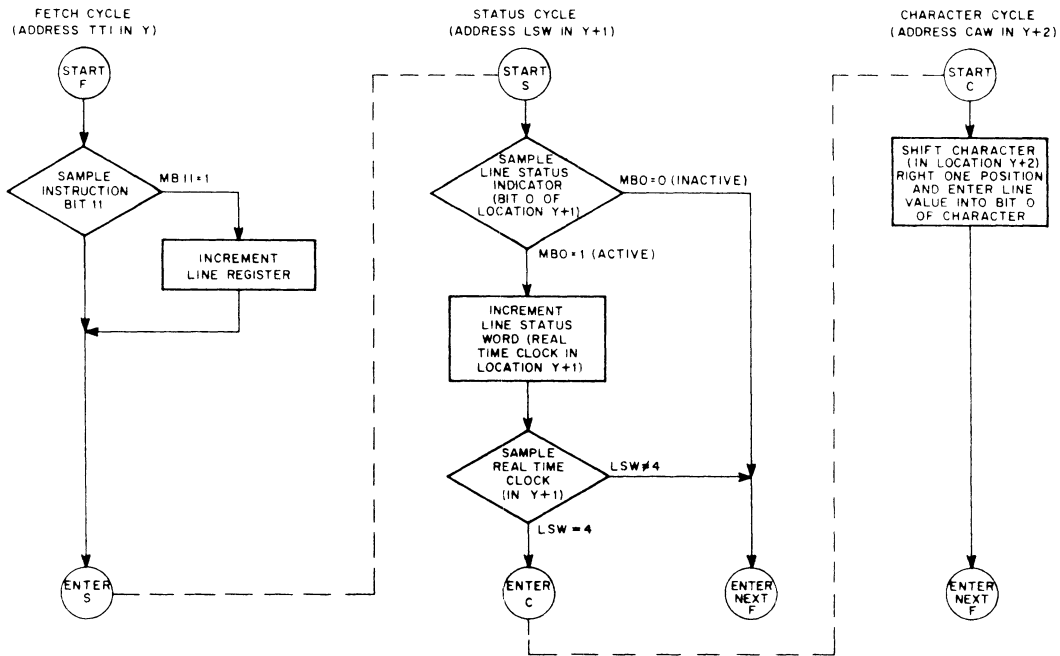 FETCH CYCLE
(ADDRESS TTI IN Y)
START
F
SAMPLE
INSTRUCTION
BIT 11
MB11=1
INCREMENT
LINE REGISTER
ENTER
S
STATUS CYCLE
(ADDRESS LSW IN Y+1)
START
S
SAMPLE
LINE STATUS
INDICATOR
(BIT 0 OF
LOCATION Y+1)
MB0=0 (INACTIVE)
MB0=1 (ACTIVE)
INCREMENT
LINE STATUS
WORD (REAL
TIME CLOCK IN
LOCATION Y+1)
SAMPLE
REAL TIME
CLOCK
(IN Y+1)
LSW≠4
LSW=4
ENTER
C
ENTER
NEXT
F
CHARACTER CYCLE
(ADDRESS CAW IN Y+2)
START
C
SHIFT CHARACTER
(IN LOCATION Y+2)
RIGHT ONE POSITION
AND ENTER LINE
VALUE INTO BIT 0
OF CHARACTER
ENTER
NEXT
F